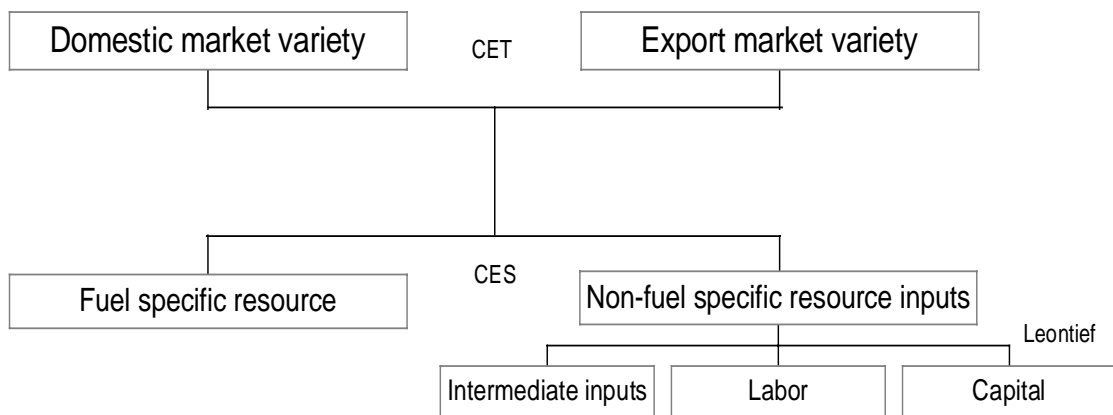 Domestic market variety
CET
Export market variety
Fuel specific resource
CES
Non-fuel specific resource inputs
Leontief
Intermediate inputs
Labor
Capital